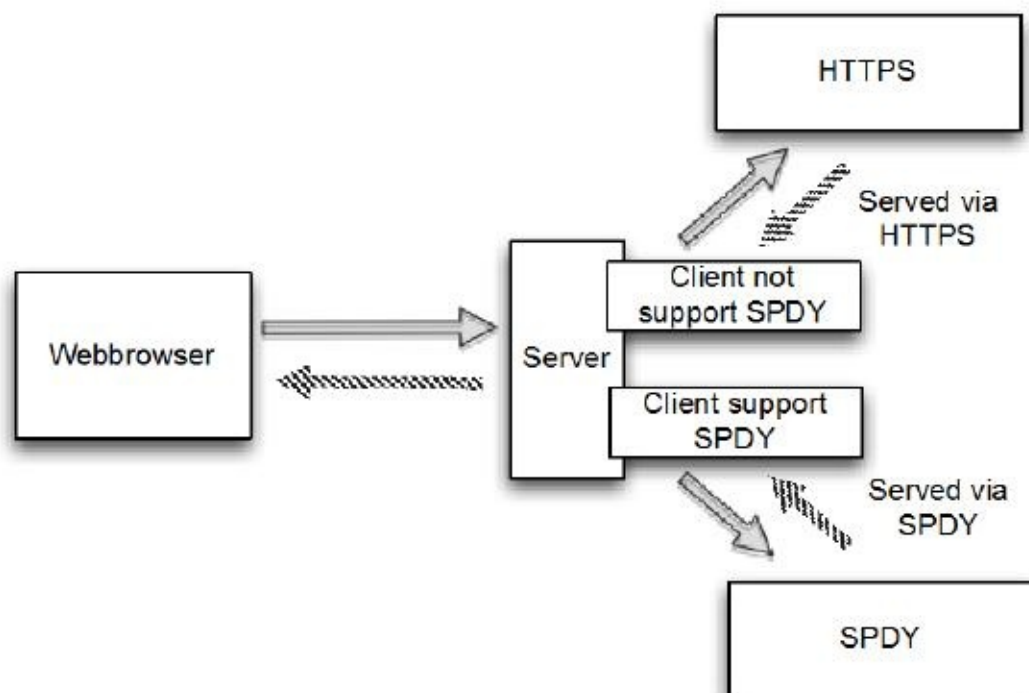 HTTPS
Served via
HTTPS
Client not
support SPDY
Webbrowser
Server
Client support
SPDY
Served via
SPDY
SPDY